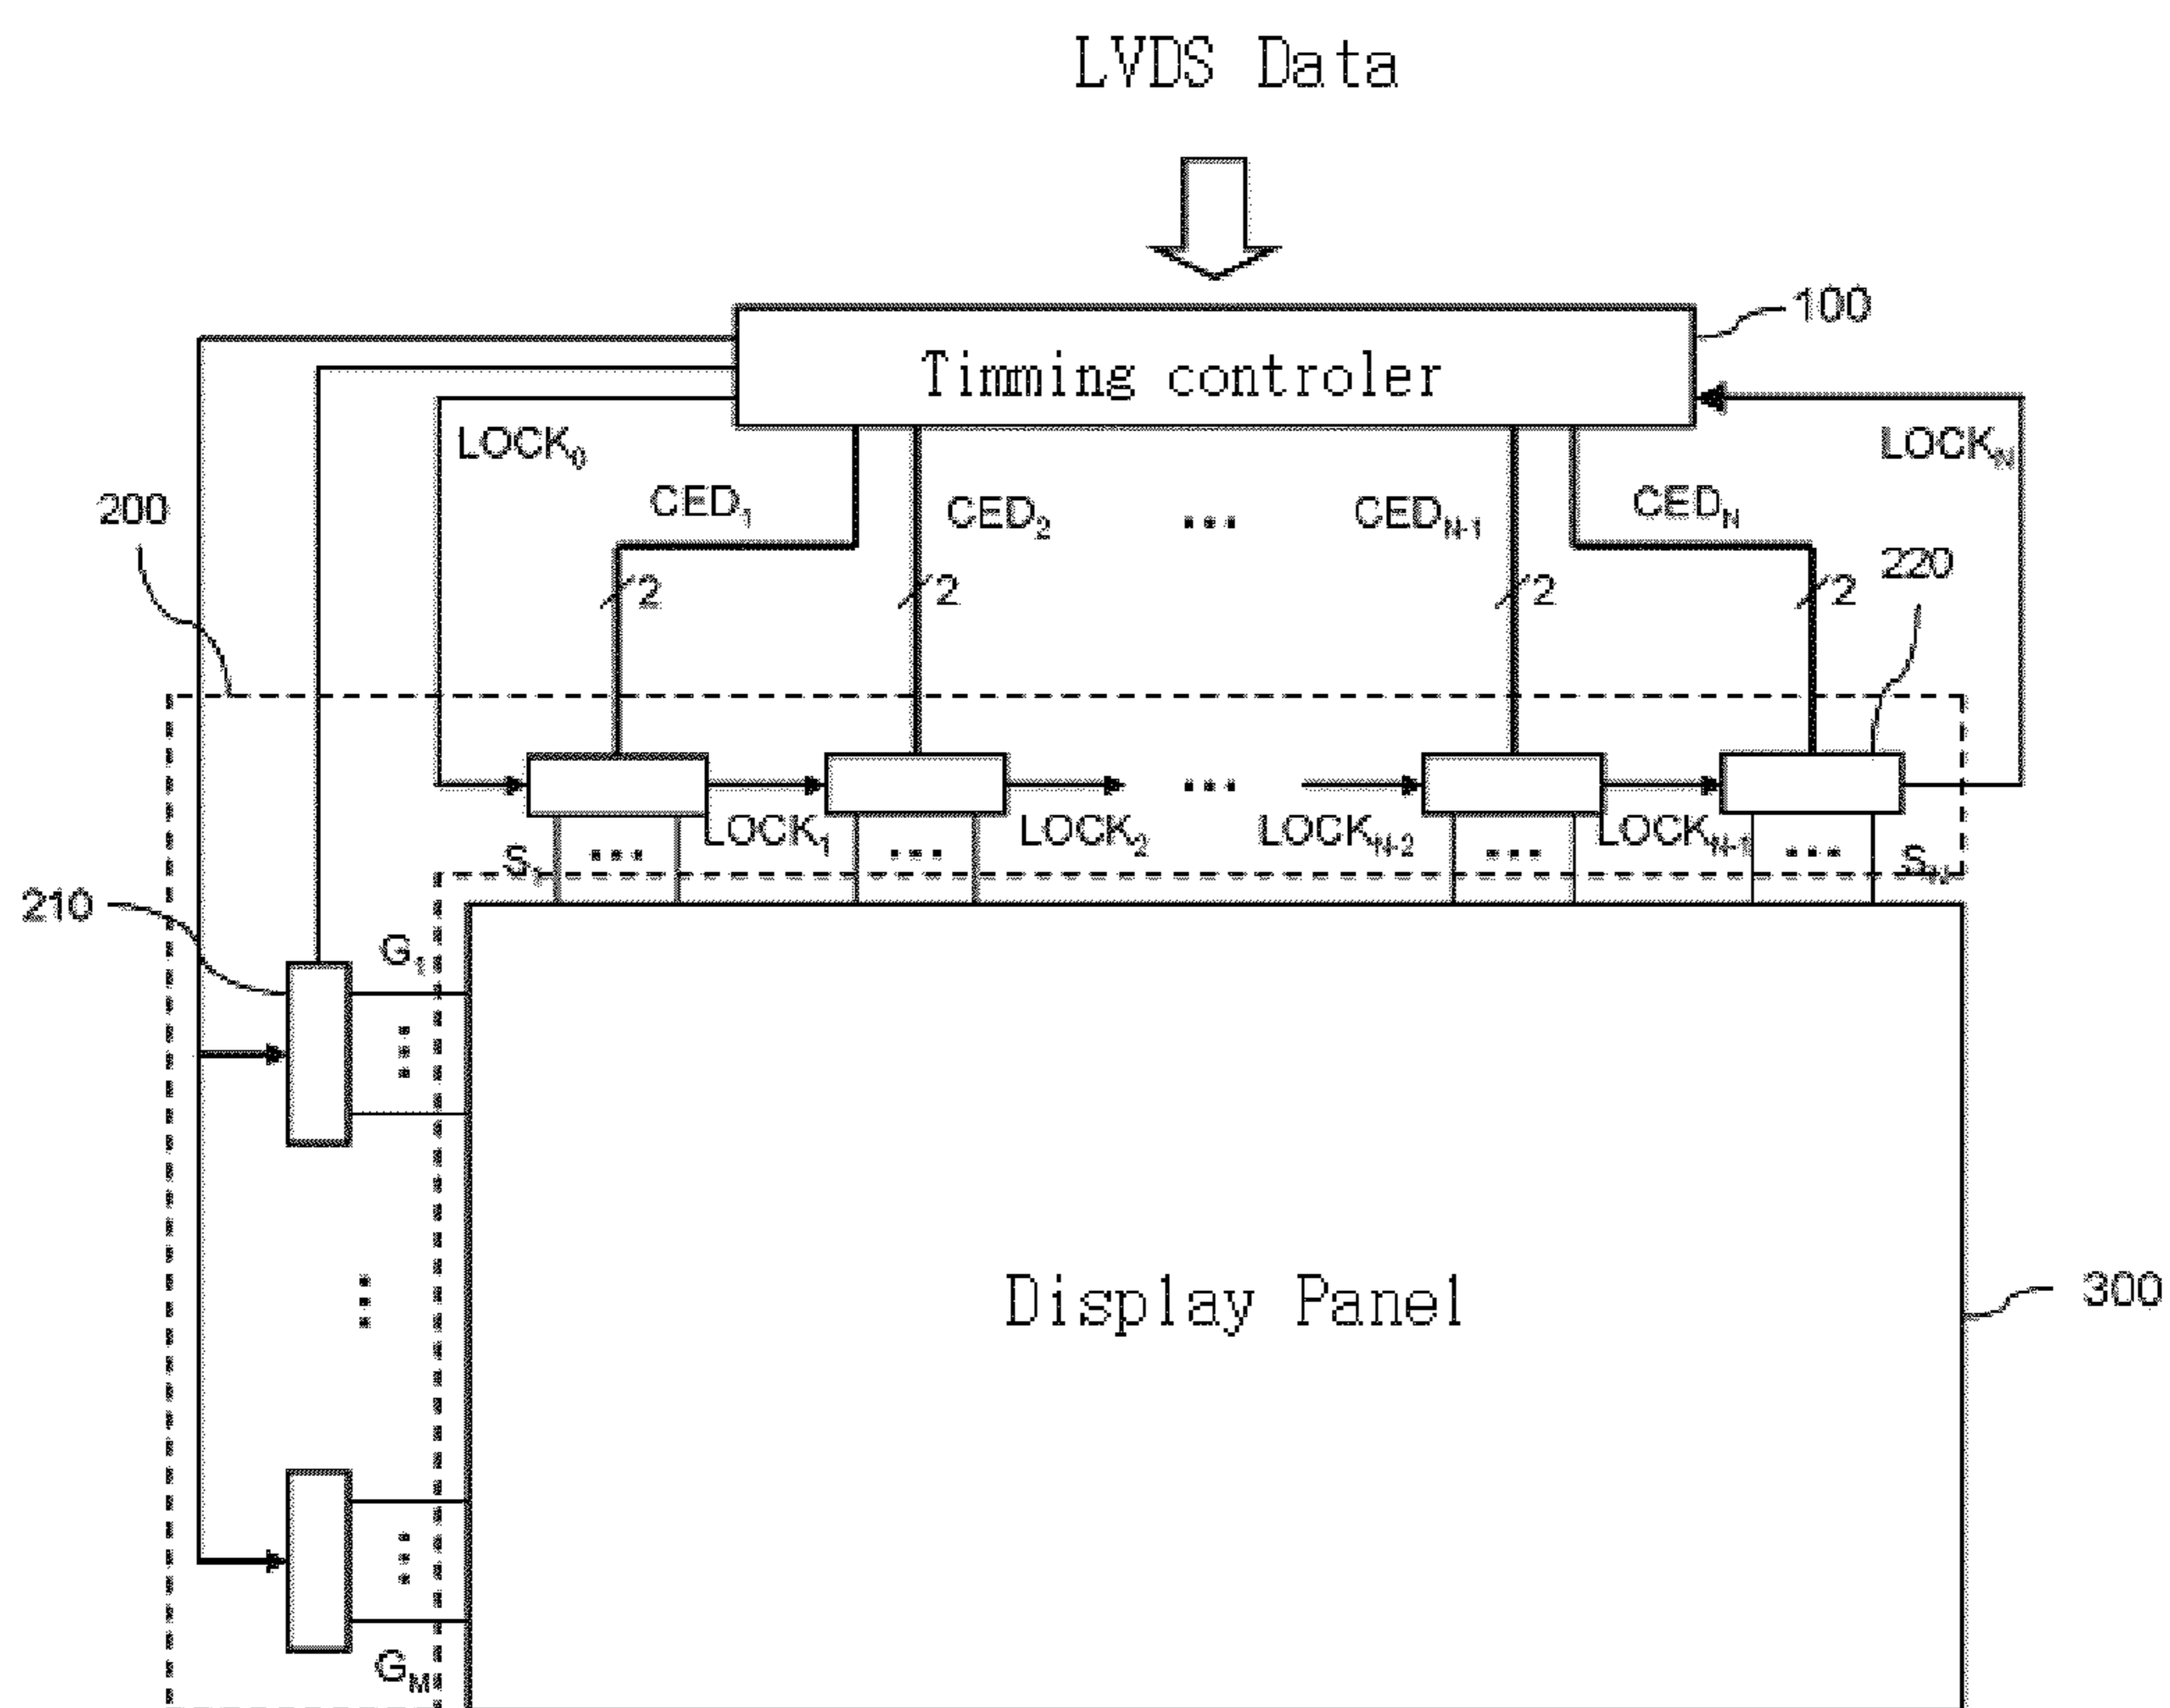 LVDS Data
100
Timming controler
LOCK0
LOCKN
CED1
CED2
...
CEDN-1
CEDN
200
2
2
2
2
220
...
LOCK1
LOCK2
LOCKN-2
LOCKN-1
S1
...
...
...
...
210
G1
...
...
Display Panel
300
...
GM